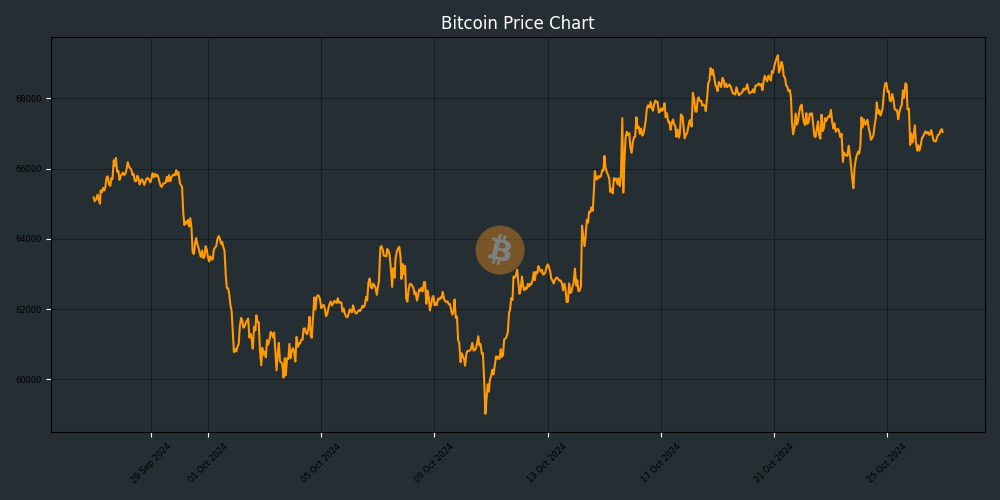 Bitcoin Price Chart
68000
66000
64000
62000
60000
29 Sep 2024
01 Oct 2024
05 Oct 2024
09 Oct 2024
13 Oct 2024
17 Oct 2024
21 Oct 2024
25 Oct 2024